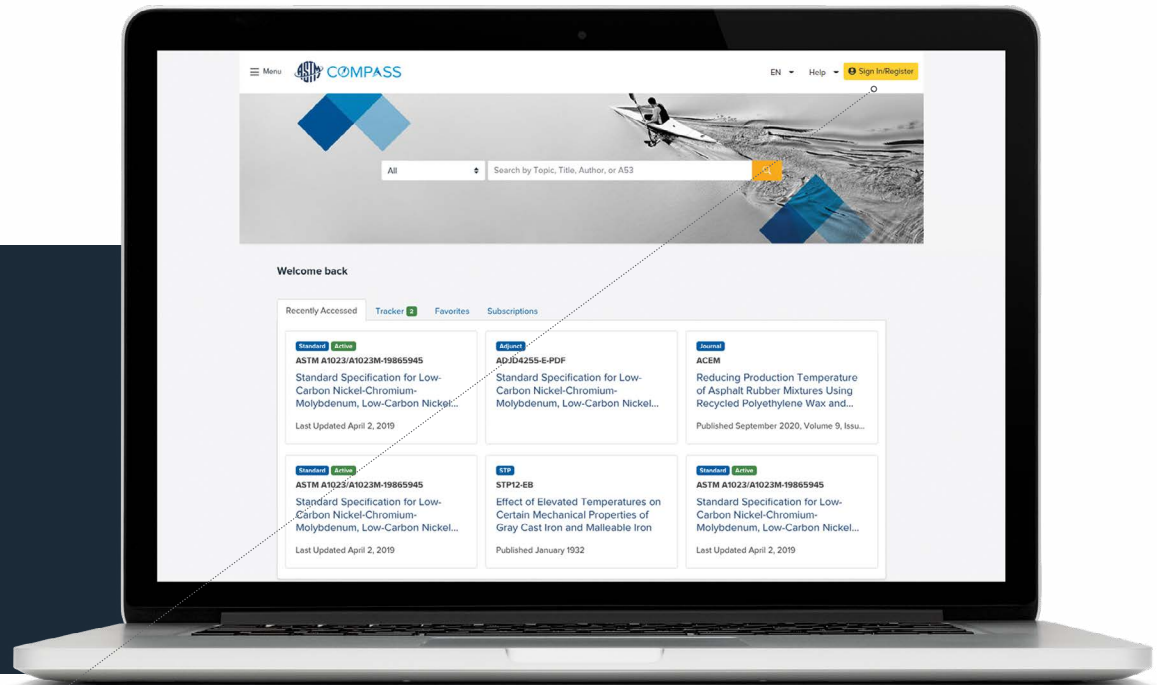 Menu
ASTM COMPASS
EN
Help
Sign In/Register
All
Search by Topic, Title, Author, or A53
Welcome back
Recently Accessed
Tracker 2
Favorites
Subscriptions
Standard Active
ASTM A1023/A1023M-19865945
Standard Specification for Low-
Carbon Nickel-Chromium-
Molybdenum, Low-Carbon Nickel...
Last Updated April 2, 2019
Adjunct
ADJD4255-E-PDF
Standard Specification for Low-
Carbon Nickel-Chromium-
Molybdenum, Low-Carbon Nickel...
Journal
ACEM
Reducing Production Temperature
of Asphalt Rubber Mixtures Using
Recycled Polyethylene Wax and...
Published September 2020, Volume 9, Issu...
Standard Active
ASTM A1023/A1023M-19865945
Standard Specification for Low-
Carbon Nickel-Chromium-
Molybdenum, Low-Carbon Nickel...
Last Updated April 2, 2019
STP
STP12-EB
Effect of Elevated Temperatures on
Certain Mechanical Properties of
Gray Cast Iron and Malleable Iron
Published January 1932
Standard Active
ASTM A1023/A1023M-19865945
Standard Specification for Low-
Carbon Nickel-Chromium-
Molybdenum, Low-Carbon Nickel...
Last Updated April 2, 2019